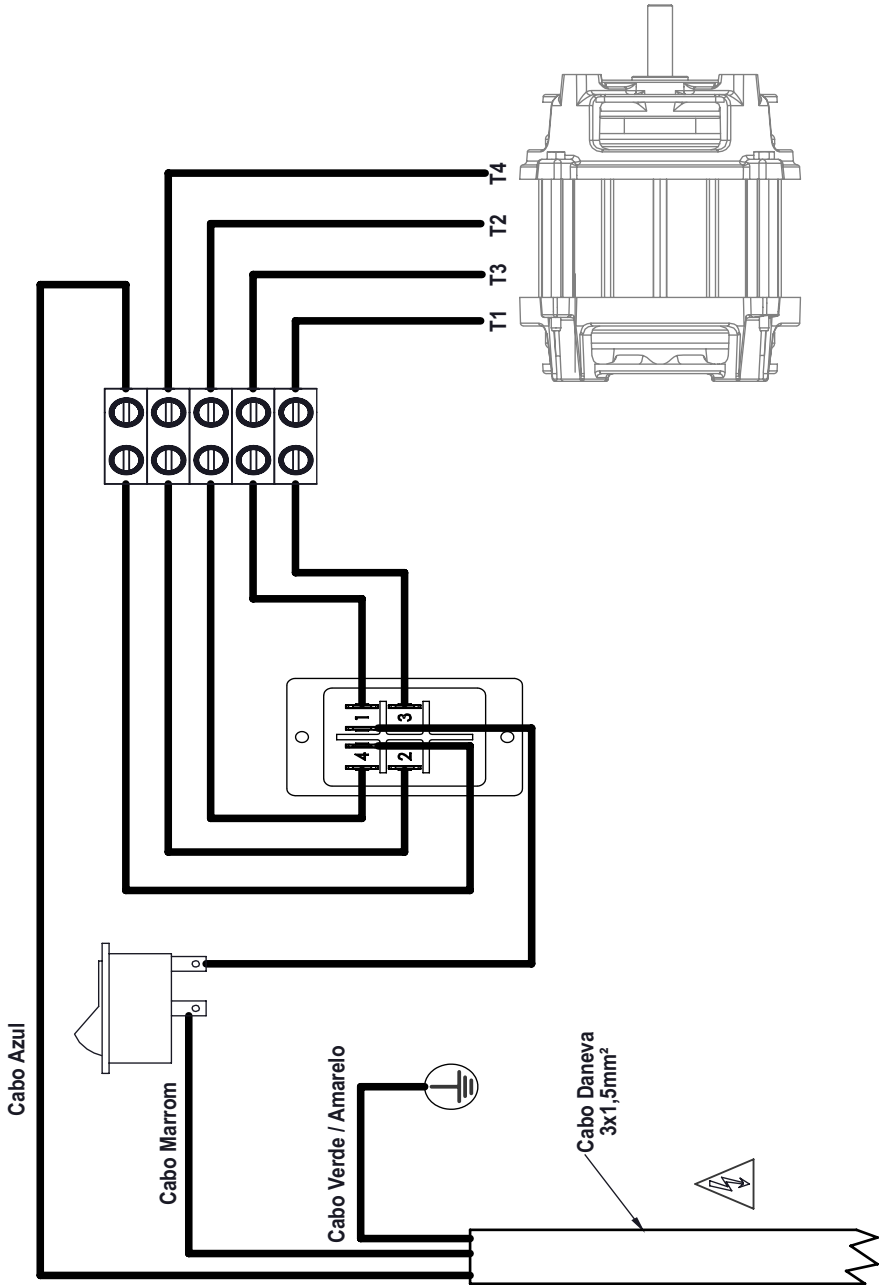 Cabo Azul
Cabo Marrom
Cabo Verde / Amarelo
Cabo Daneva
3x1,5mm²
4
1
2
3
T4
T2
T3
T1